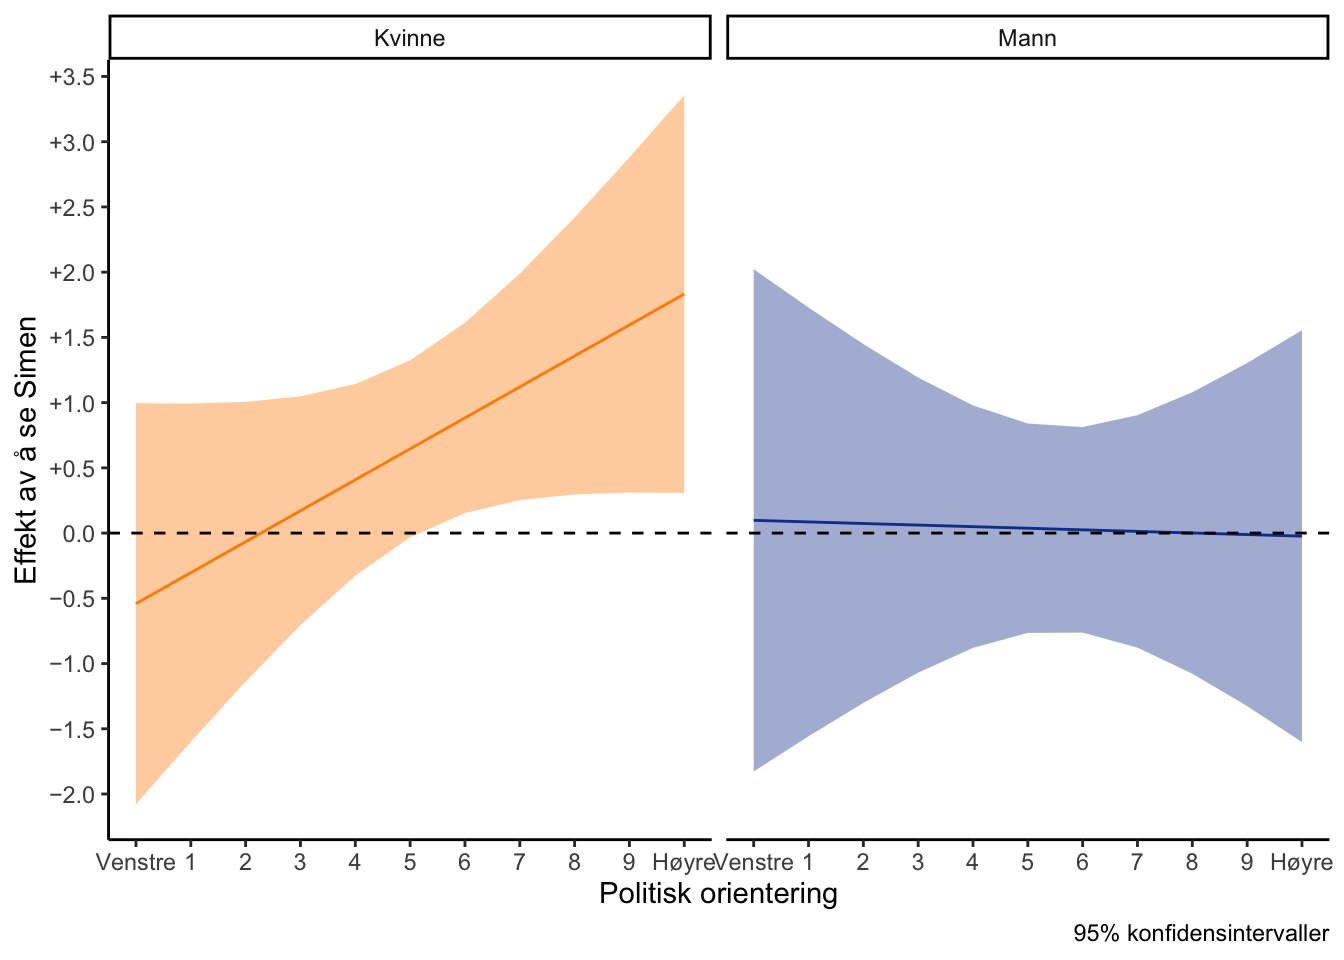 Kvinne
Mann
+3.5
+3.0
+2.5
+2.0
+1.5
+1.0
+0.5
0.0
−0.5
−1.0
−1.5
−2.0
Effekt av å se Simen
Venstre 1 2 3 4 5 6 7 8 9 Høyre
Venstre 1 2 3 4 5 6 7 8 9 Høyre
Politisk orientering
95% konfidensintervaller